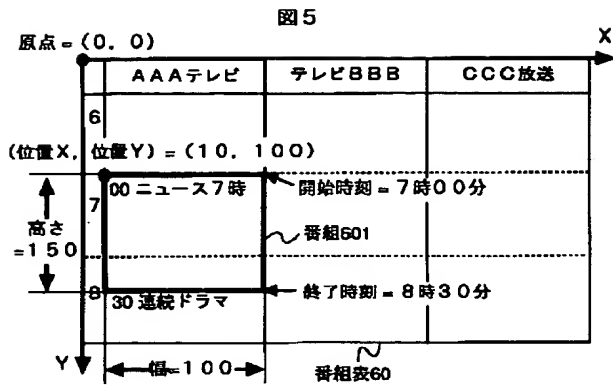 図5
原点=(0.0)
X
AAAテレビ
テレビBBB
CCC放送
6
(位置X,位置Y)=(10.100)
00 ニュース7時
開始時刻=7時00分
7
高さ
=150
番組601
8
30 連続ドラマ
終了時刻=8時30分
Y
幅=100
番組表60